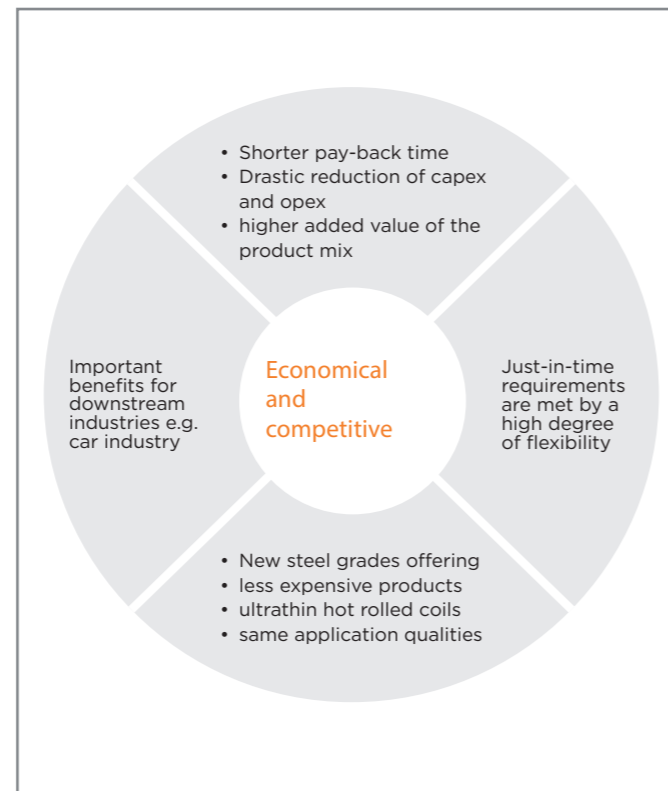 • Shorter pay-back time
• Drastic reduction of capex
and opex
• higher added value of the
product mix
Important
benefits for
downstream
industries e.g.
car industry
Economical
and
competitive
Just-in-time
requirements
are met by a
high degree
of flexibility
• New steel grades offering
• less expensive products
• ultrathin hot rolled coils
• same application qualities